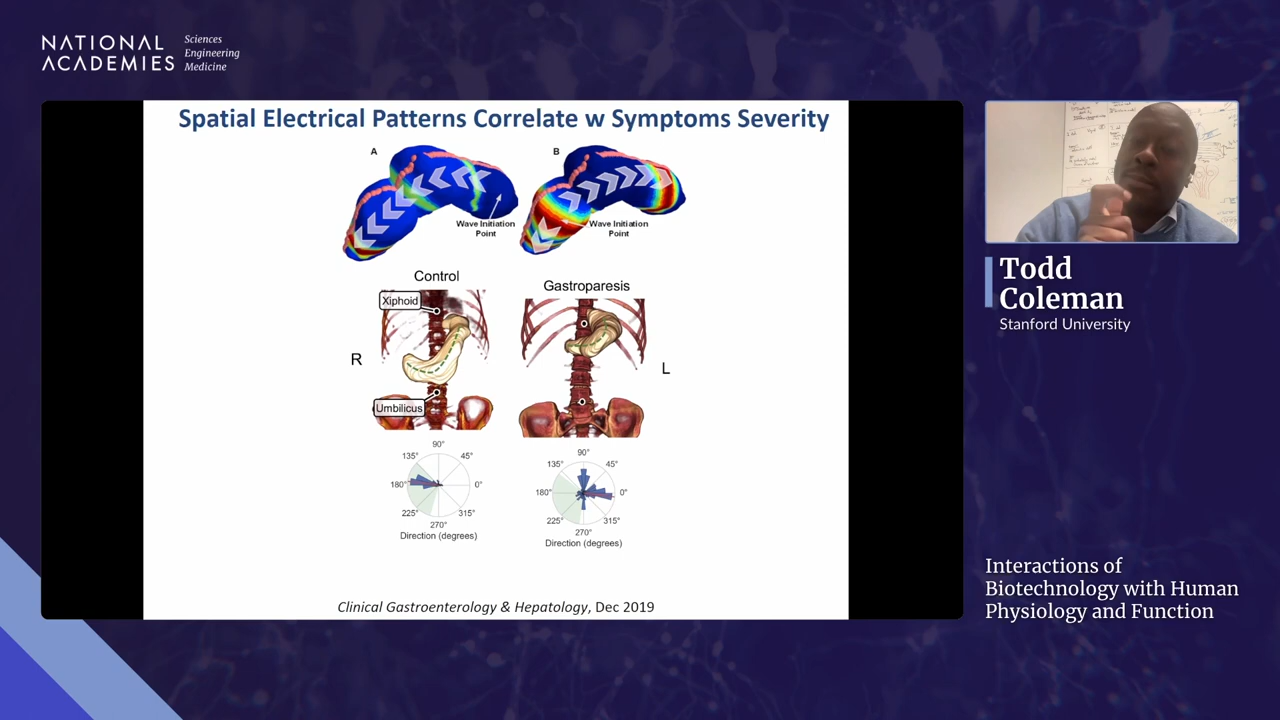 NATIONAL
ACADEMIES
Sciences
Engineering
Medicine
Spatial Electrical Patterns Correlate w Symptoms Severity
A
B
Wave Initiation
Point
Wave Initiation
Point
Control
Gastroparesis
Xiphoid
R
L
Umbilicus
90°
135°
45°
180°
0°
225°
315°
270°
Direction (degrees)
90°
135°
45°
180°
0°
225°
315°
270°
Direction (degrees)
Clinical Gastroenterology & Hepatology, Dec 2019
Todd
Coleman
Stanford University
Interactions of
Biotechnology with Human
Physiology and Function